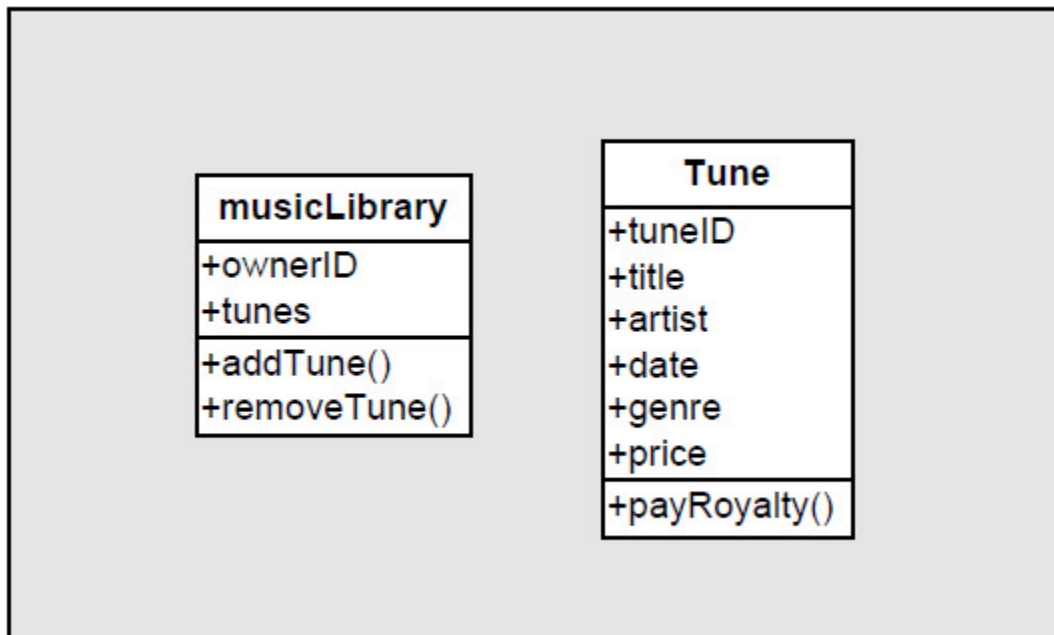 musicLibrary
+ownerID
+tunes
+addTune()
+removeTune()
Tune
+tuneID
+title
+artist
+date
+genre
+price
+payRoyalty()